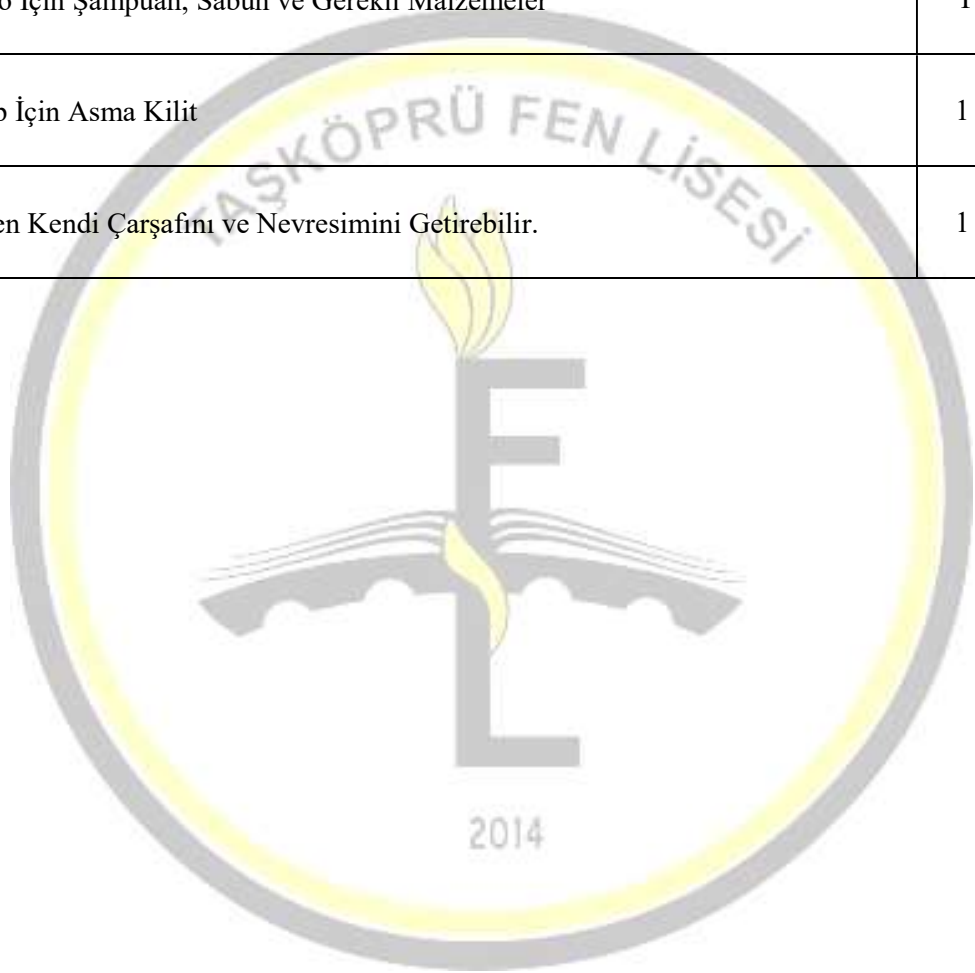 İçin Şampuan, Sabun ve Gerekli Malzemeler 1
İçin Asma Kilit 1
Kendi Çarşafını ve Nevresimini Getirebilir. 1
TAŞKÖPRÜ FEN LİSESİ
FL
2014